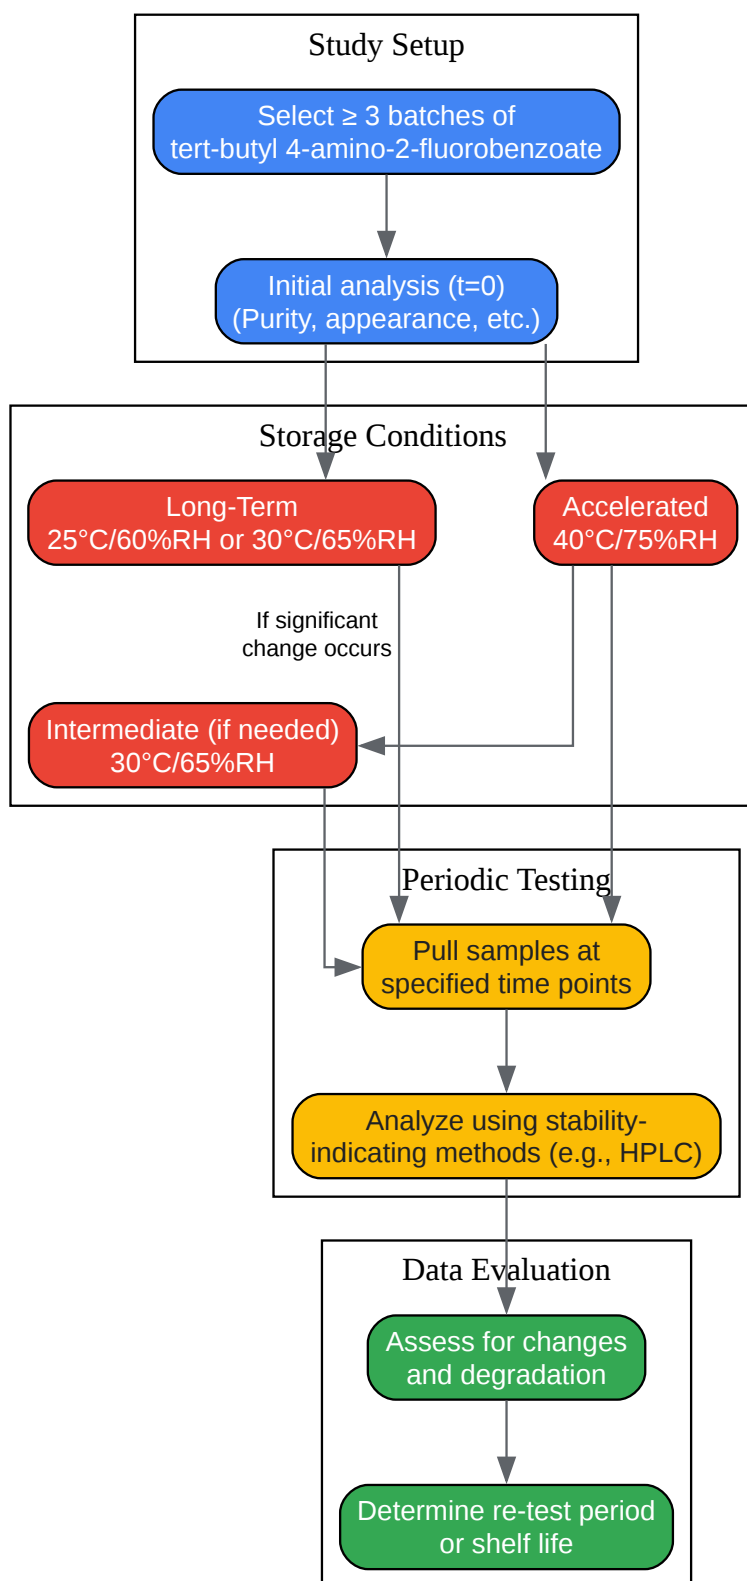 Study Setup
Select ≥ 3 batches of
tert-butyl 4-amino-2-fluorobenzoate
Initial analysis (t=0)
(Purity, appearance, etc.)
Storage Conditions
Long-Term
25°C/60%RH or 30°C/65%RH
Accelerated
40°C/75%RH
If significant
change occurs
Intermediate (if needed)
30°C/65%RH
Periodic Testing
Pull samples at
specified time points
Analyze using stability-
indicating methods (e.g., HPLC)
Data Evaluation
Assess for changes
and degradation
Determine re-test period
or shelf life